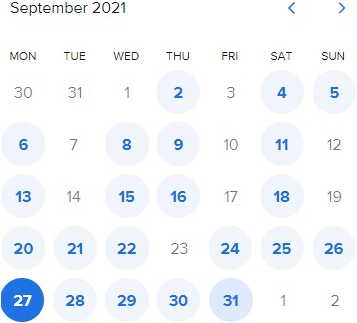 September 2021
MON TUE WED THU FRI SAT SUN
30 31 1 2 3 4 5
6 7 8 9 10 11 12
13 14 15 16 17 18 19
20 21 22 23 24 25 26
27 28 29 30 31 1 2